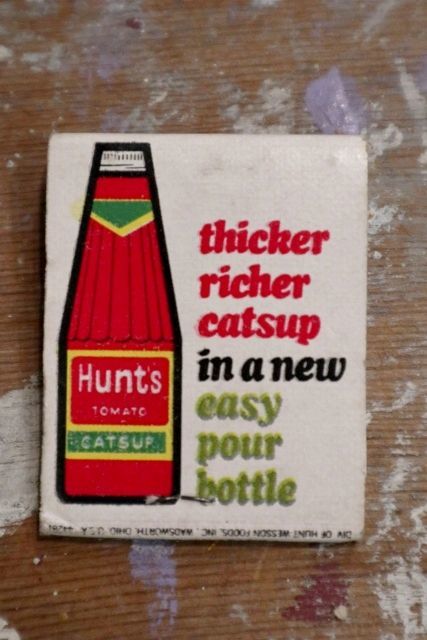 thicker
richer
catsup
in a new
easy
pour
bottle
Hunt's
TOMATO
CATSUP
DIV. OF HUNT-WESSON FOODS, INC., WADSWORTH, OHIO, U.S.A.